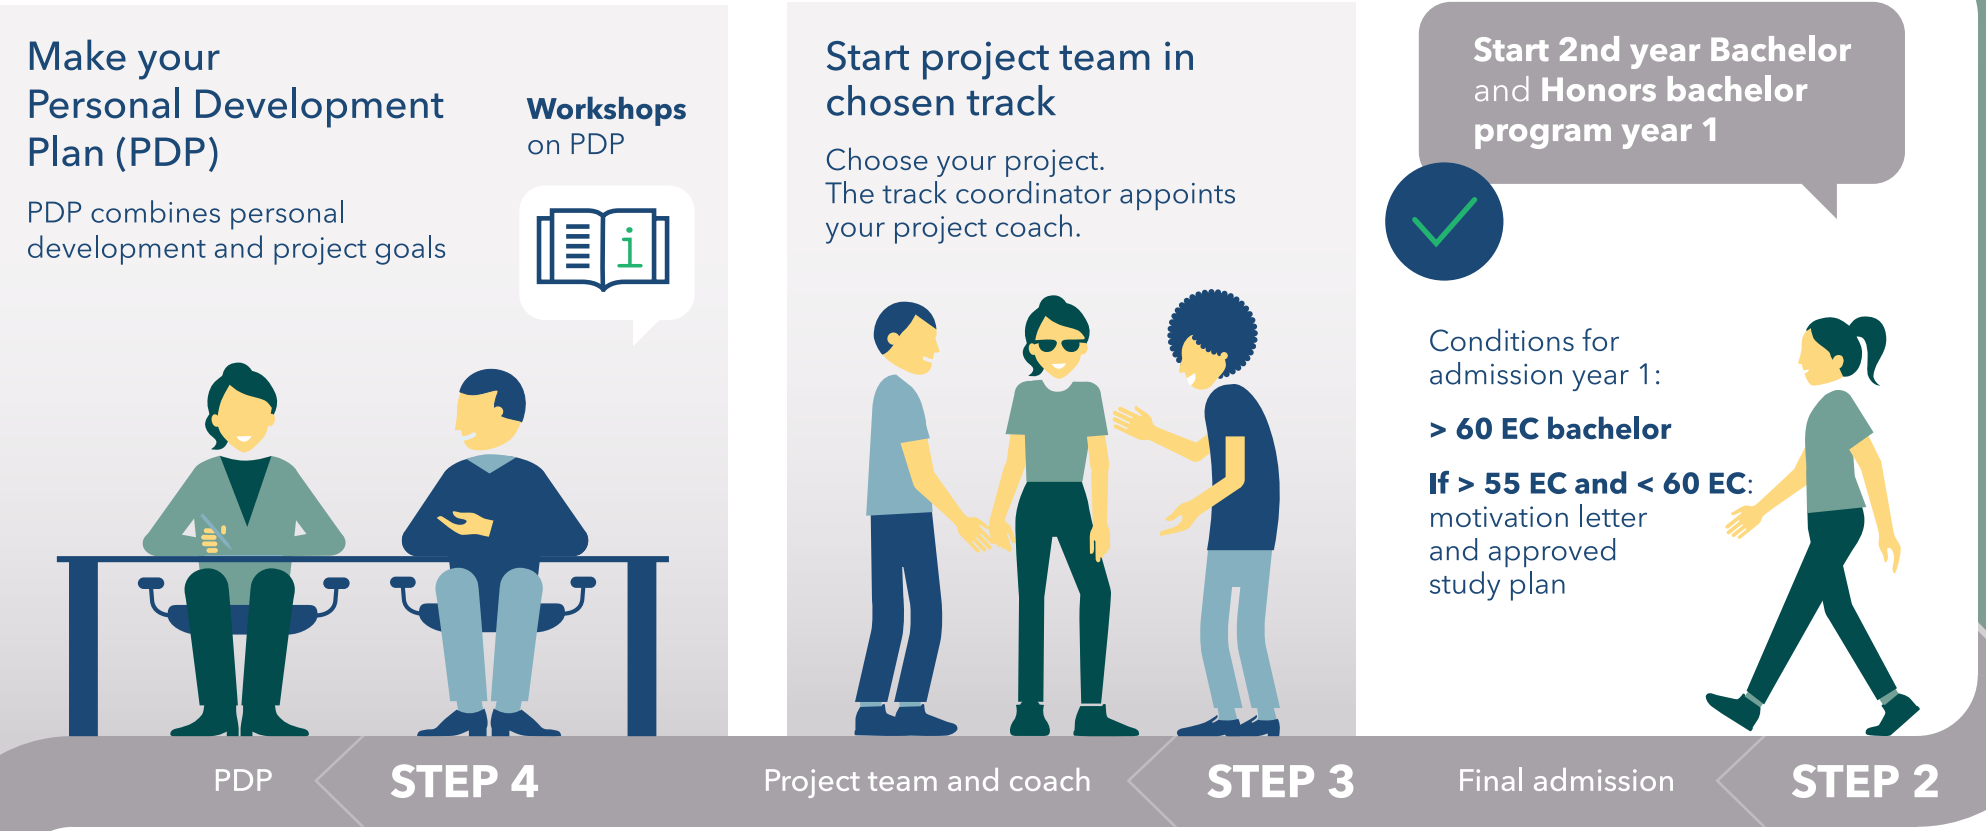 Make your
Personal Development
Plan (PDP)
PDP combines personal
development and project goals
Workshops
on PDP
i
Start project team in
chosen track
Choose your project.
The track coordinator appoints
your project coach.
Start 2nd year Bachelor
and Honors bachelor
program year 1
Conditions for
admission year 1:
> 60 EC bachelor
If > 55 EC and < 60 EC:
motivation letter
and approved
study plan
PDP
STEP 4
Project team and coach
STEP 3
Final admission
STEP 2